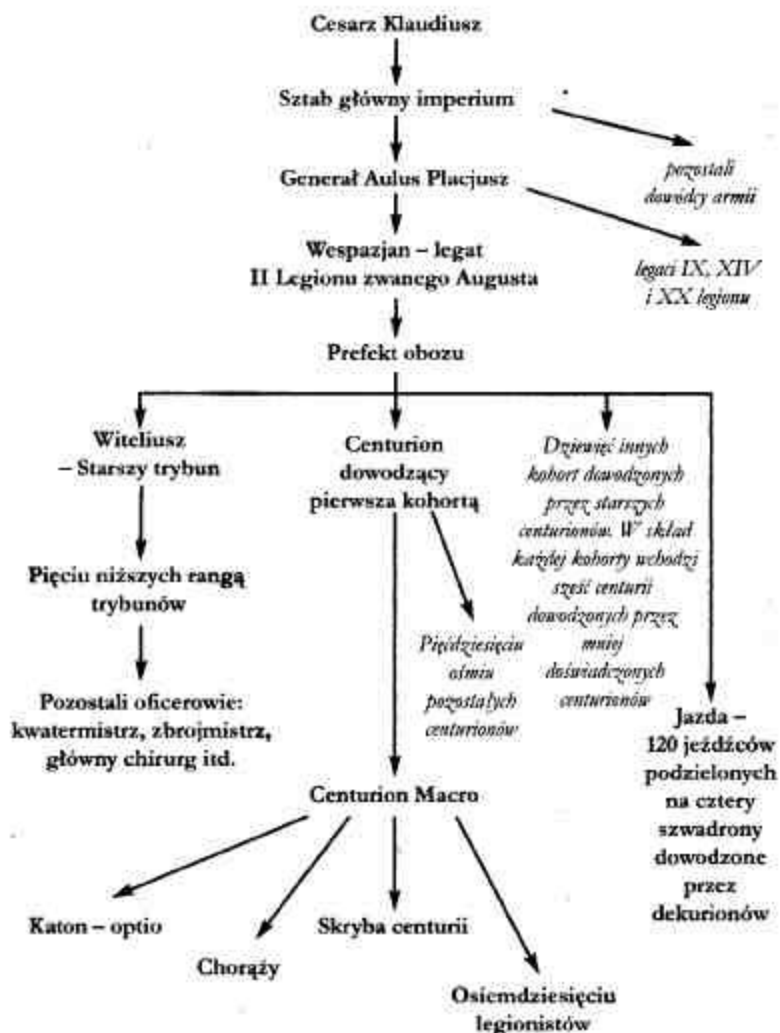 Cesarz Klaudiusz
Sztab główny imperium
pozostali
dowódcy armii
Generał Aulus Placjusz
legaci IX, XIV
i XX legionu
Wespazjan – legat
II Legionu zwanego Augusta
Prefekt obozu
Witeliusz
– Starszy trybun
Pięciu niższych rangą
trybunów
Pozostali oficerowie:
kwatermistrz, zbrojmistrz,
główny chirurg itd.
Centurion
dowodzący
pierwsza kohortą
Pięćdziesięciu
ośmiu
pozostałych
centurionów
Dziewięć innych
kohort dowodzonych
przez starszych
centurionów. W skład
każdej kohorty wchodzi
sześć centurii
dowodzonych przez
mniej
doświadczonych
centurionów
Jazda –
120 jeźdźców
podzielonych
na cztery
szwadrony
dowodzone
przez
dekurionów
Centurion Macro
Katon – optio
Chorąży
Skryba centurii
Osiemdziesięciu
legionistów